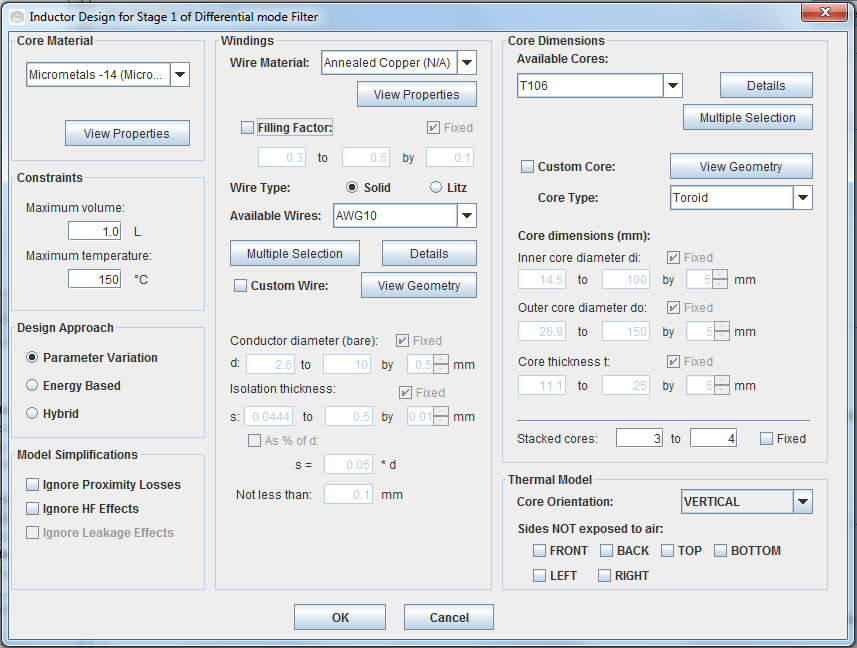 Inductor Design for Stage 1 of Differential mode Filter
Core Material
Micrometals -14 (Micro...
View Properties
Constraints
Maximum volume:
1.0 L
Maximum temperature:
150 °C
Design Approach
Parameter Variation
Energy Based
Hybrid
Model Simplifications
Ignore Proximity Losses
Ignore HF Effects
Ignore Leakage Effects
Windings
Wire Material: Annealed Copper (N/A)
View Properties
Filling Factor: Fixed
0.3 to 0.6 by 0.1
Wire Type: Solid Litz
Available Wires: AWG10
Multiple Selection Details
Custom Wire: View Geometry
Conductor diameter (bare): Fixed
d: 2.6 to 10 by 0.5 mm
Isolation thickness: Fixed
s: 0.0444 to 0.5 by 0.01 mm
As % of d:
s = 0.05 * d
Not less than: 0.1 mm
Core Dimensions
Available Cores:
T106 Details
Multiple Selection
Custom Core: View Geometry
Core Type: Toroid
Core dimensions (mm):
Inner core diameter di: Fixed
14.5 to 100 by 5 mm
Outer core diameter do: Fixed
26.9 to 150 by 5 mm
Core thickness t: Fixed
11.1 to 25 by 5 mm
Stacked cores: 3 to 4 Fixed
Thermal Model
Core Orientation: VERTICAL
Sides NOT exposed to air:
FRONT BACK TOP BOTTOM
LEFT RIGHT
OK Cancel